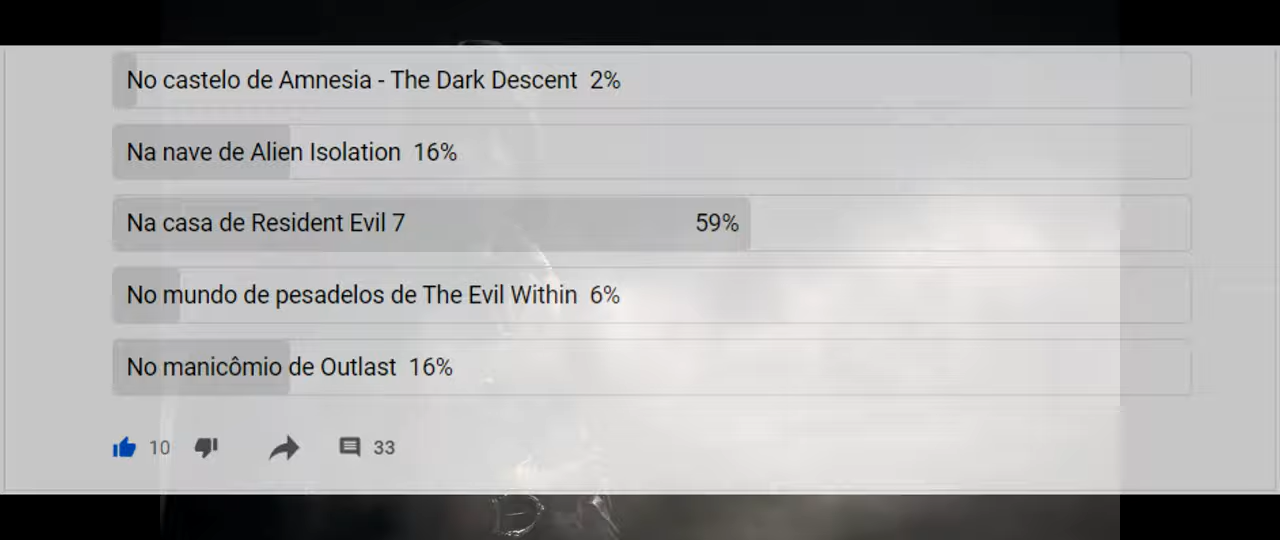 No castelo de Amnesia - The Dark Descent 2%
Na nave de Alien Isolation 16%
Na casa de Resident Evil 7 59%
No mundo de pesadelos de The Evil Within 6%
No manicômio de Outlast 16%
10 33